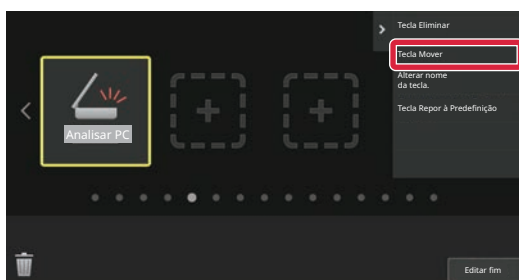 Tecla Eliminar
Tecla Mover
Alterar nome
da tecla.
Tecla Repor à Predefinição
Analisar PC
Editar fim